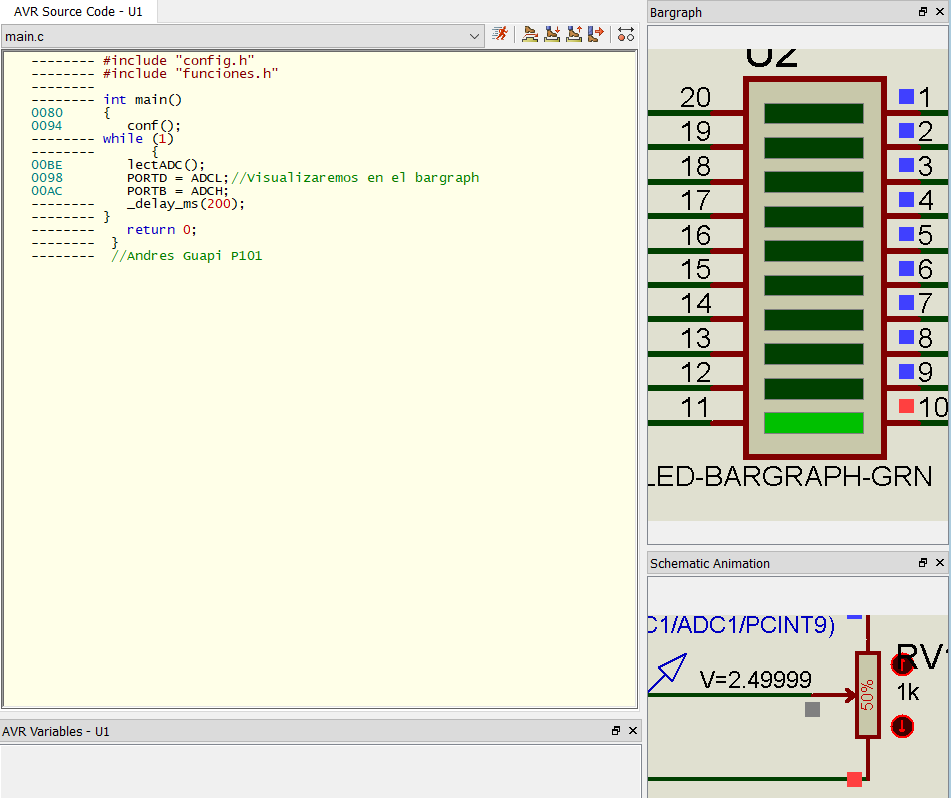 AVR Source Code - U1
main.c
-------- #include "config.h"
-------- #include "funciones.h"
--------
-------- int main()
0080 {
0094 conf();
-------- while (1)
-------- {
00BE lectADC();
0098 PORTD = ADCL;//Visualizaremos en el bargraph
00AC PORTB = ADCH;
-------- _delay_ms(200);
-------- }
-------- return 0;
-------- }
-------- //Andres Guapi P101
AVR Variables - U1
Bargraph
U2
20 1
19 2
18 3
17 4
16 5
15 6
14 7
13 8
12 9
11 10
LED-BARGRAPH-GRN
Schematic Animation
C1/ADC1/PCINT9)
RV1
V=2.49999
50%
1k